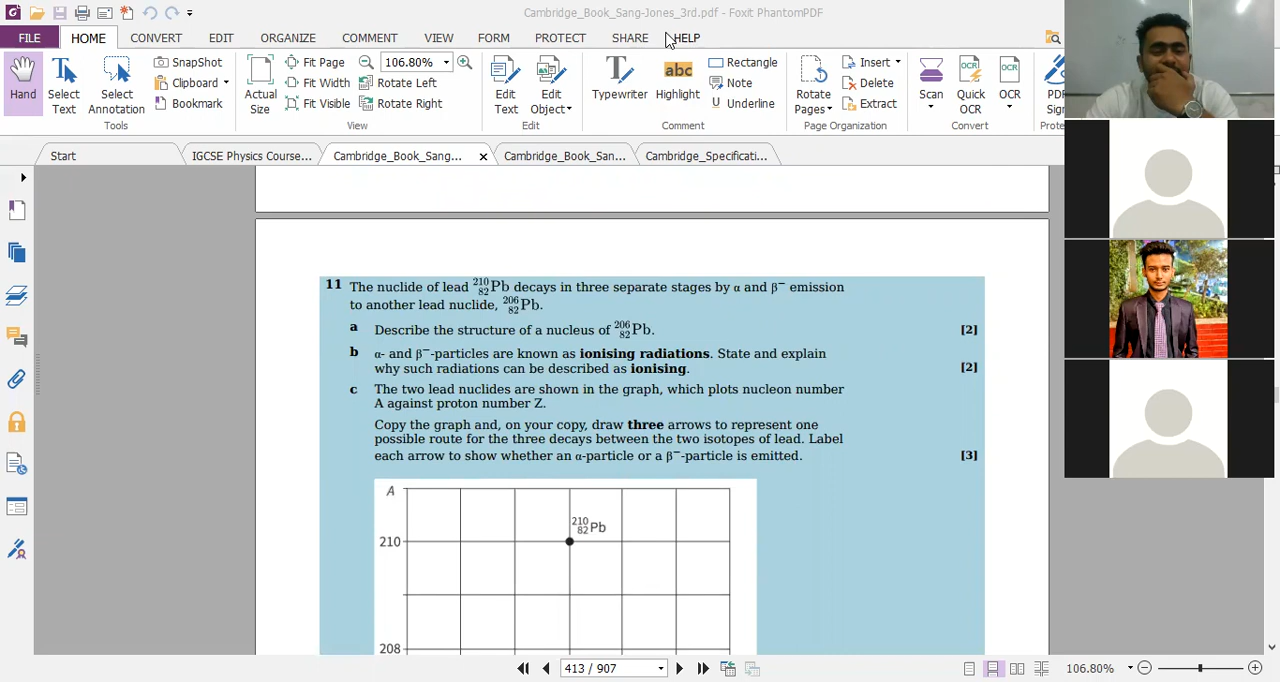 Cambridge_Book_Sang-Jones_3rd.pdf - Foxit PhantomPDF
FILE HOME CONVERT EDIT ORGANIZE COMMENT VIEW FORM PROTECT SHARE HELP
Hand
Select Text
Select Annotation
SnapShot
Clipboard
Bookmark
Tools
Actual Size
Fit Page
Fit Width
Fit Visible
106.80%
Rotate Left
Rotate Right
View
Edit Text
Edit Object
Edit
Typewriter
abc
Highlight
Rectangle
Note
U Underline
Comment
Rotate Pages
Insert
Delete
Extract
Page Organization
Scan
OCR
Quick OCR
OCR
OCR
Convert
PDF
Sign
Prote
Start IGCSE Physics Course... Cambridge_Book_Sang... Cambridge_Book_San... Cambridge_Specificati...
11 The nuclide of lead ²¹⁰₈₂Pb decays in three separate stages by α and β⁻ emission
to another lead nuclide, ²⁰⁶₈₂Pb.
a Describe the structure of a nucleus of ²⁰⁶₈₂Pb. [2]
b α- and β⁻-particles are known as ionising radiations. State and explain
why such radiations can be described as ionising. [2]
c The two lead nuclides are shown in the graph, which plots nucleon number
A against proton number Z.
Copy the graph and, on your copy, draw three arrows to represent one
possible route for the three decays between the two isotopes of lead. Label
each arrow to show whether an α-particle or a β⁻-particle is emitted. [3]
A
²¹⁰₈₂Pb
210
208
413 / 907
106.80%